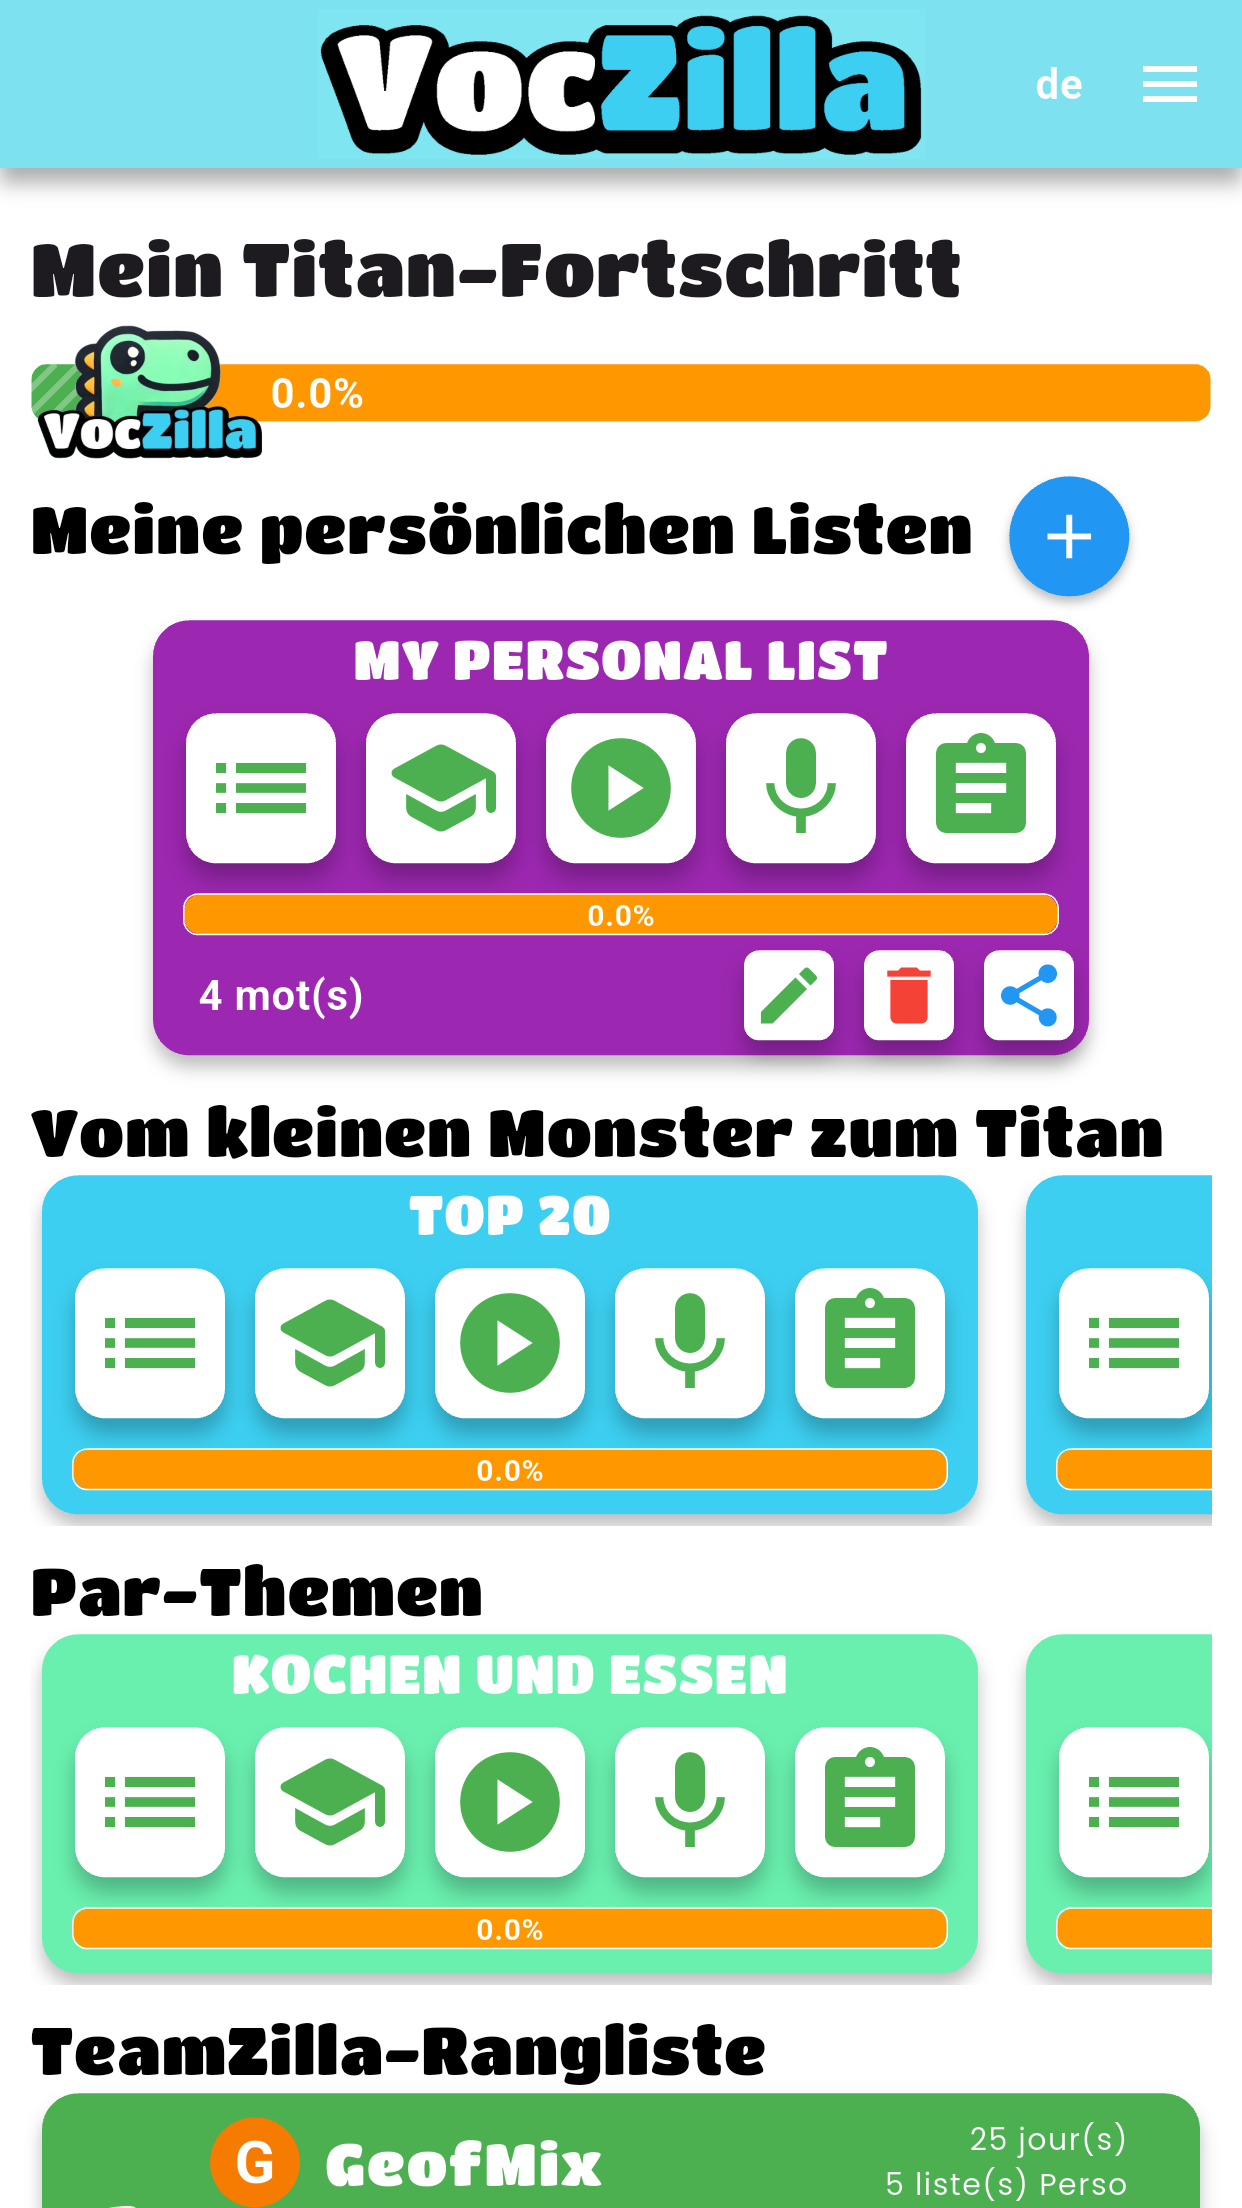 VocZilla
de
Mein Titan-Fortschritt
0.0%
VocZilla
Meine persönlichen Listen
MY PERSONAL LIST
0.0%
4 mot(s)
Vom kleinen Monster zum Titan
TOP 20
0.0%
Par-Themen
KOCHEN UND ESSEN
0.0%
TeamZilla-Rangliste
G
GeofMix
25 jour(s)
5 liste(s) Perso